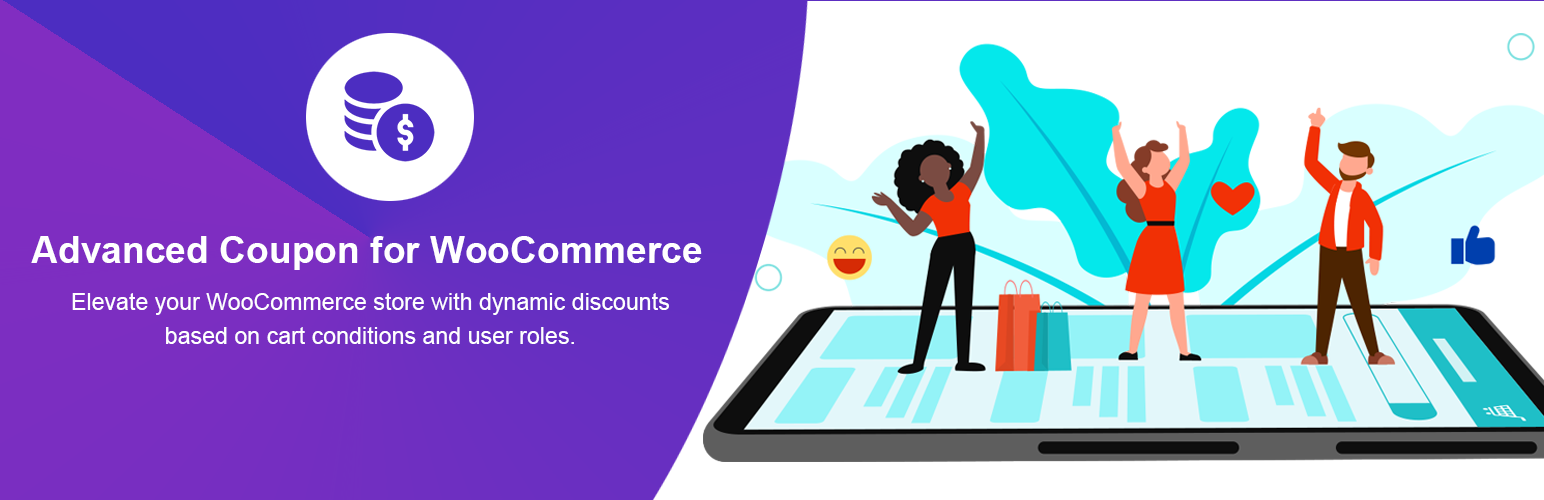 $
Advanced Coupon for WooCommerce
Elevate your WooCommerce store with dynamic discounts
based on cart conditions and user roles.